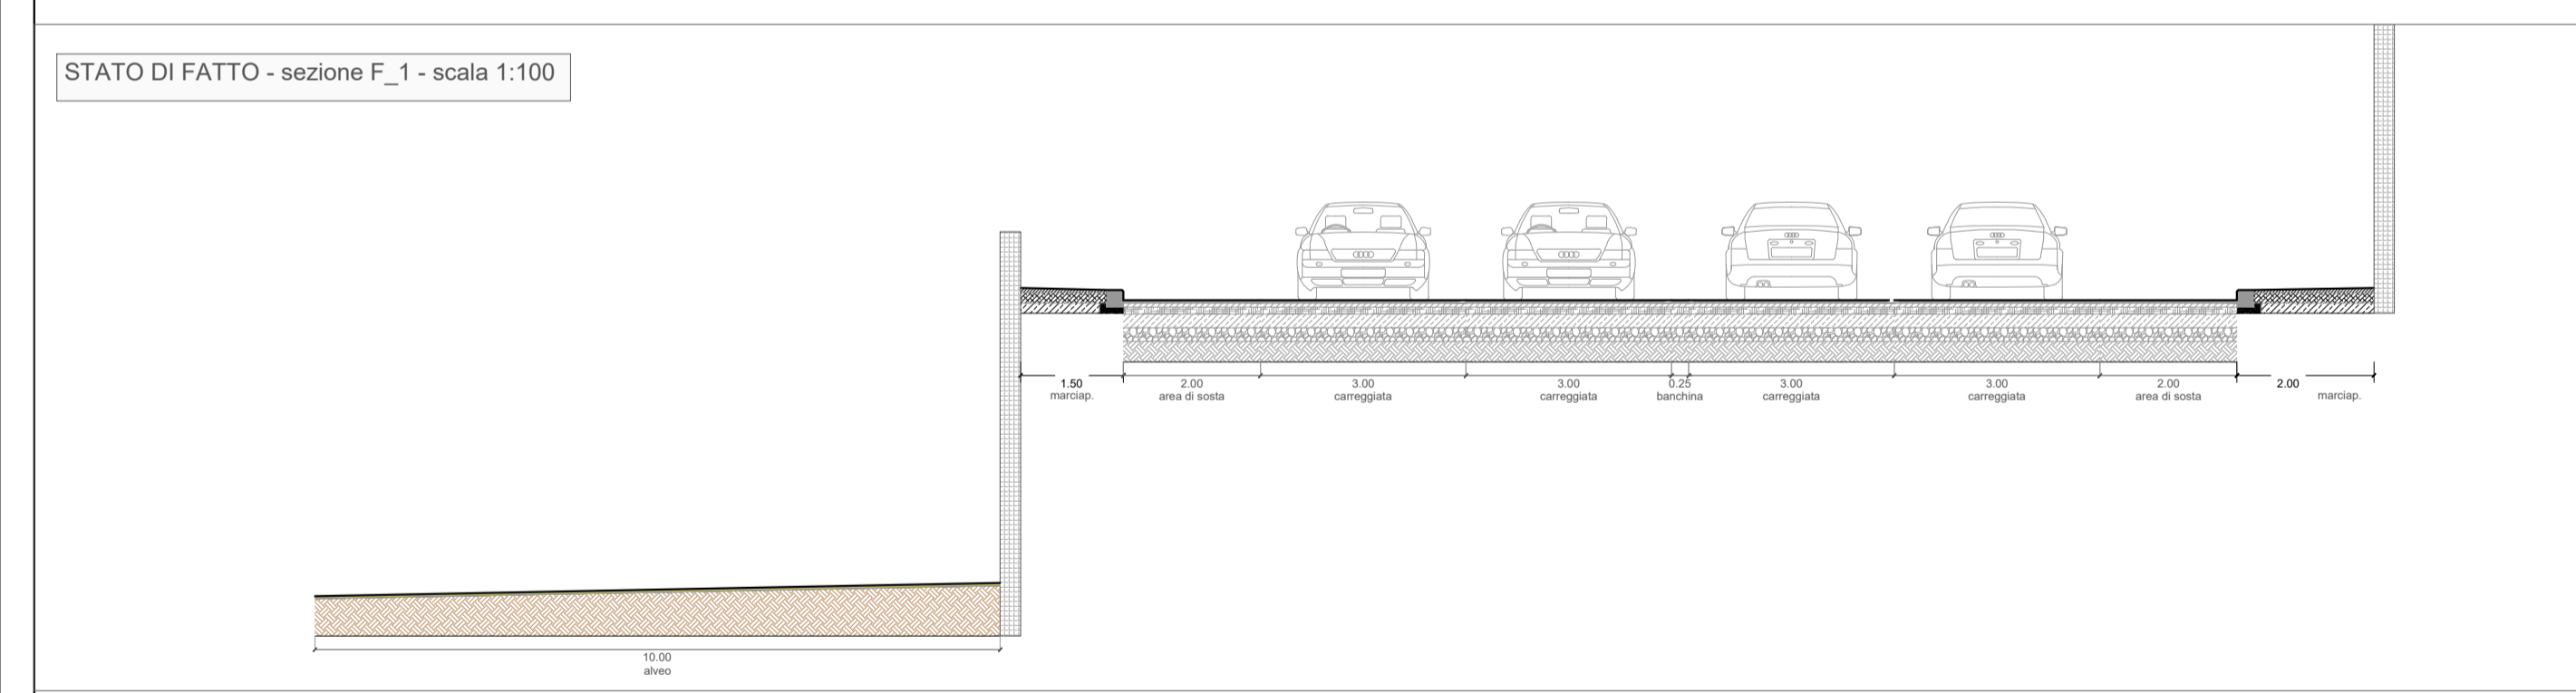 STATO DI FATTO - sezione F_1 - scala 1:100
1.50 2.00 3.00 3.00 0.25 3.00 3.00 2.00 2.00
marciap. area di sosta carreggiata carreggiata banchina carreggiata carreggiata area di sosta marciap.
10.00
alveo